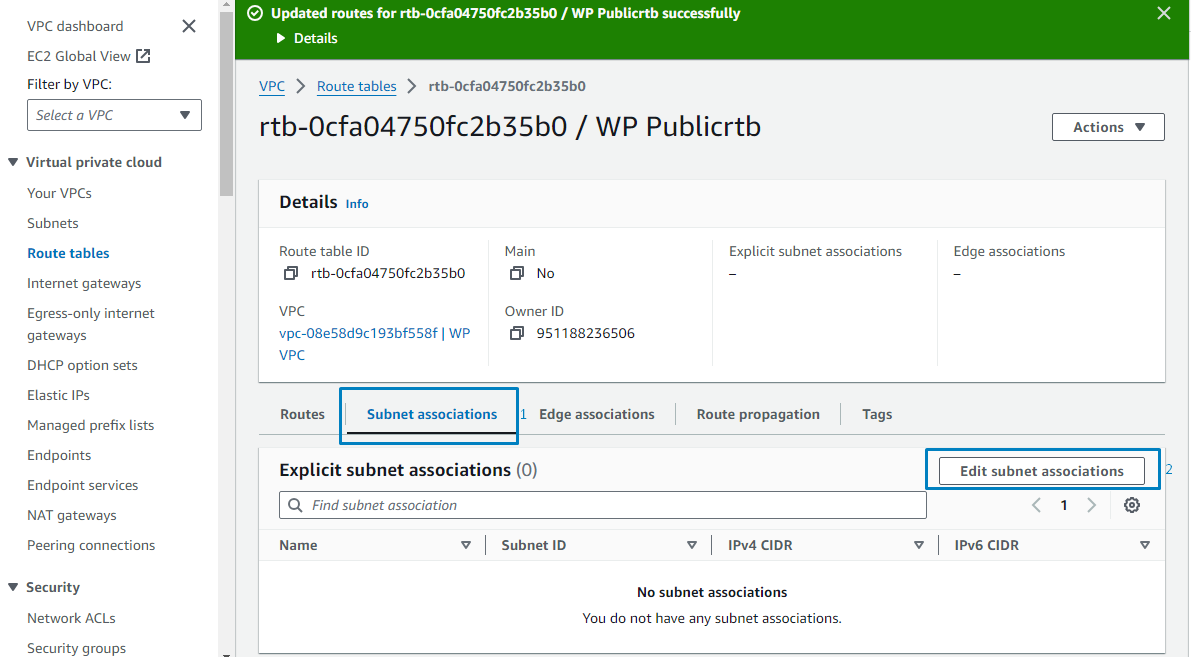 VPC dashboard
EC2 Global View
Filter by VPC:
Select a VPC
Virtual private cloud
Your VPCs
Subnets
Route tables
Internet gateways
Egress-only internet
gateways
DHCP option sets
Elastic IPs
Managed prefix lists
Endpoints
Endpoint services
NAT gateways
Peering connections
Security
Network ACLs
Security groups
Updated routes for rtb-0cfa04750fc2b35b0 / WP Publicrtb successfully
Details
VPC > Route tables > rtb-0cfa04750fc2b35b0
rtb-0cfa04750fc2b35b0 / WP Publicrtb
Actions
Details Info
Route table ID
rtb-0cfa04750fc2b35b0
Main
No
Explicit subnet associations
–
Edge associations
–
VPC
vpc-08e58d9c193bf558f | WP
VPC
Owner ID
951188236506
Routes Subnet associations 1 Edge associations Route propagation Tags
Explicit subnet associations (0)
Edit subnet associations 2
Find subnet association
1
Name Subnet ID IPv4 CIDR IPv6 CIDR
No subnet associations
You do not have any subnet associations.